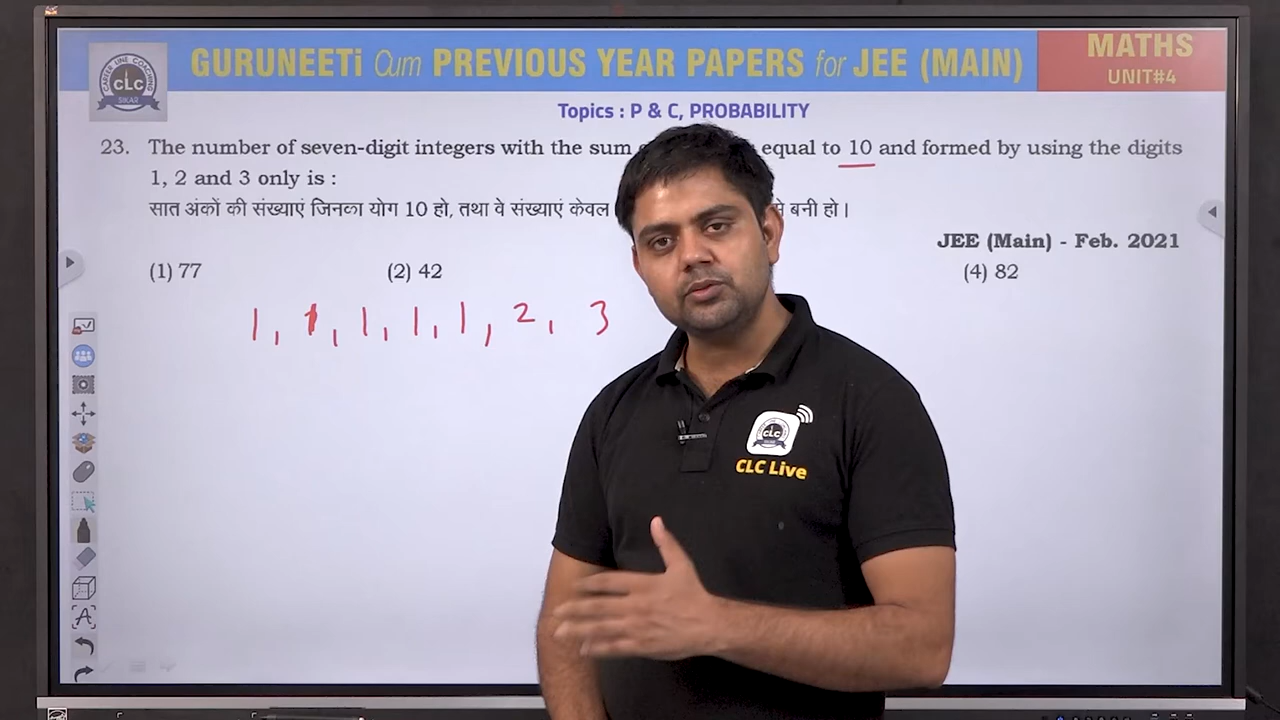 GURUNEETi Cum PREVIOUS YEAR PAPERS for JEE (MAIN)
MATHS
UNIT#4
CAREER LINE COACHING
CLC
SIKAR
Topics : P & C, PROBABILITY
23. The number of seven-digit integers with the sum equal to 10 and formed by using the digits
1, 2 and 3 only is :
सात अंकों की संख्याएं जिनका योग 10 हो, तथा वे संख्याएं केवल से बनी हो।
JEE (Main) - Feb. 2021
(1) 77 (2) 42 (4) 82
1, 1, 1, 1, 1, 2, 3
CLC
CLC Live